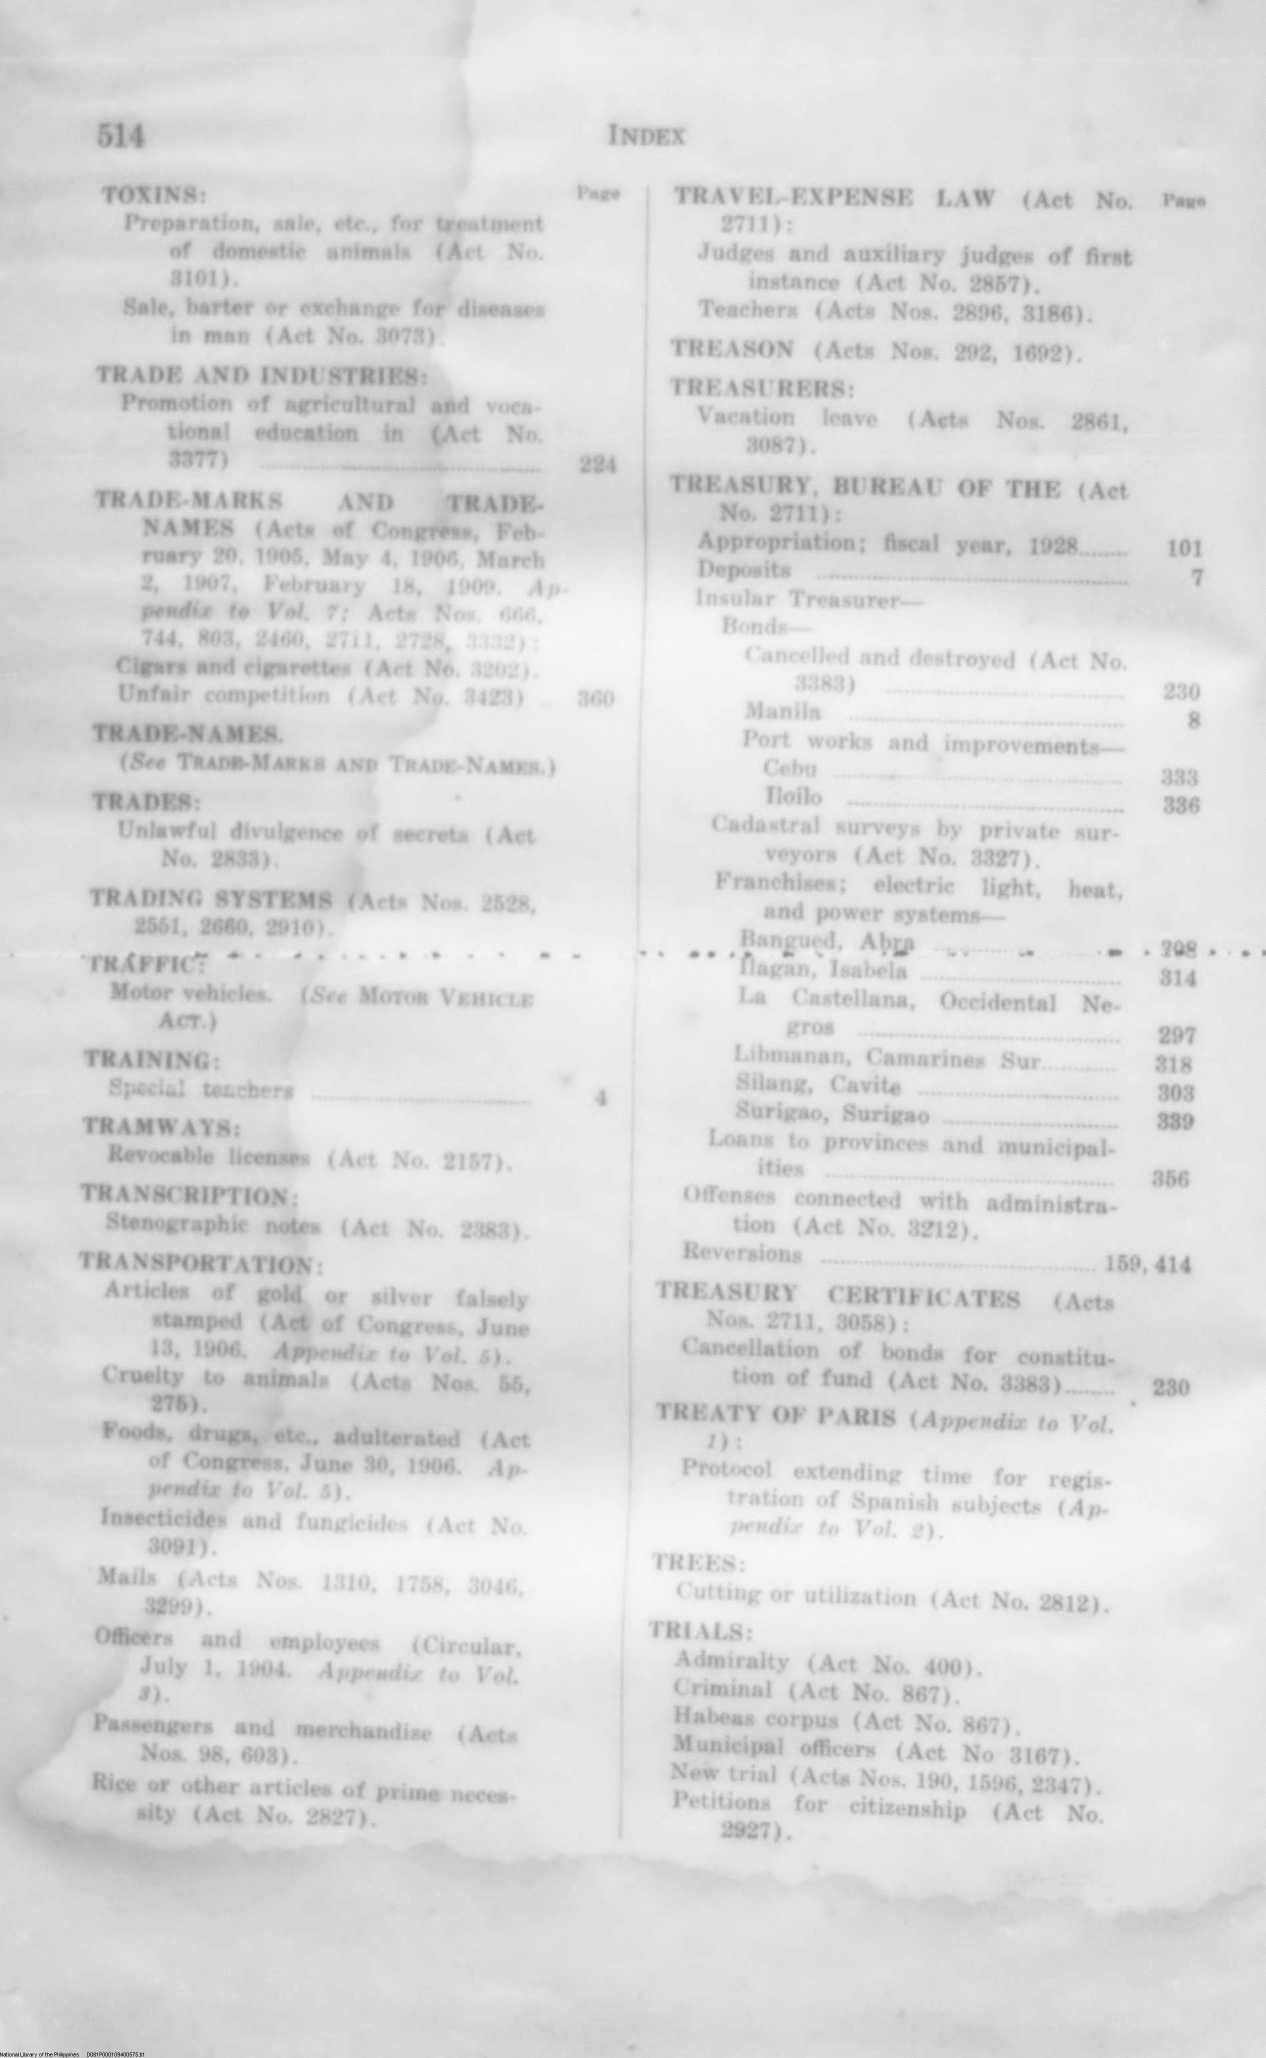 514
INDEX
Page
TOXINS:
Preparation, sale, etc., for treatment
of domestic animals (Act No.
3101).
Sale, barter or exchange for diseases
in man (Act No. 3073).
TRADE AND INDUSTRIES:
Promotion of agricultural and voca-
tional education in (Act No.
3377) ........ 224
TRADE-MARKS AND TRADE-
NAMES (Acts of Congress, Feb-
ruary 20, 1905, May 4, 1906, March
2, 1907, February 18, 1909. Ap-
pendix to Vol. 7; Acts Nos. 666,
744, 803, 2460, 2711, 2728, 3332):
Cigars and cigarettes (Act No. 3202).
Unfair competition (Act No. 3423) .. 360
TRADE-NAMES.
(See TRADE-MARKS AND TRADE-NAMES.)
TRADES:
Unlawful divulgence of secrets (Act
No. 2833).
TRADING SYSTEMS (Acts Nos. 2528,
2551, 2660, 2910).
TRAFFIC:
Motor vehicles. (See MOTOR VEHICLE
ACT.)
TRAINING:
Special teachers ........ 4
TRAMWAYS:
Revocable licenses (Act No. 2157).
TRANSCRIPTION:
Stenographic notes (Act No. 2383).
TRANSPORTATION:
Articles of gold or silver falsely
stamped (Act of Congress, June
13, 1906. Appendix to Vol. 5).
Cruelty to animals (Acts Nos. 55,
275).
Foods, drugs, etc., adulterated (Act
of Congress, June 30, 1906. Ap-
pendix to Vol. 5).
Insecticides and fungicides (Act No.
3091).
Mails (Acts Nos. 1310, 1758, 3046,
3299).
Officers and employees (Circular,
July 1, 1904. Appendix to Vol.
3).
Passengers and merchandise (Acts
Nos. 98, 603).
Rice or other articles of prime neces-
sity (Act No. 2827).
TRAVEL-EXPENSE LAW (Act No. Page
2711):
Judges and auxiliary judges of first
instance (Act No. 2857).
Teachers (Acts Nos. 2896, 3186).
TREASON (Acts Nos. 292, 1692).
TREASURERS:
Vacation leave (Acts Nos. 2861,
3087).
TREASURY, BUREAU OF THE (Act
No. 2711):
Appropriation; fiscal year, 1928........ 101
Deposits ........ 7
Insular Treasurer—
Bonds—
Cancelled and destroyed (Act No.
3383) ........ 230
Manila ........ 8
Port works and improvements—
Cebu ........ 333
Iloilo ........ 336
Cadastral surveys by private sur-
veyors (Act No. 3327).
Franchises; electric light, heat,
and power systems—
Bangued, Abra ........
Ilagan, Isabela ........ 314
La Castellana, Occidental Ne-
gros ........ 297
Libmanan, Camarines Sur........ 318
Silang, Cavite ........ 303
Surigao, Surigao ........ 339
Loans to provinces and municipal-
ities ........ 356
Offenses connected with administra-
tion (Act No. 3212).
Reversions ........ 159, 414
TREASURY CERTIFICATES (Acts
Nos. 2711, 3058):
Cancellation of bonds for constitu-
tion of fund (Act No. 3383)........ 230
TREATY OF PARIS (Appendix to Vol.
1):
Protocol extending time for regis-
tration of Spanish subjects (Ap-
pendix to Vol. 2).
TREES:
Cutting or utilization (Act No. 2812).
TRIALS:
Admiralty (Act No. 400).
Criminal (Act No. 867).
Habeas corpus (Act No. 867).
Municipal officers (Act No 3167).
New trial (Acts Nos. 190, 1596, 2347).
Petitions for citizenship (Act No.
2927).
National Library of the Philippines